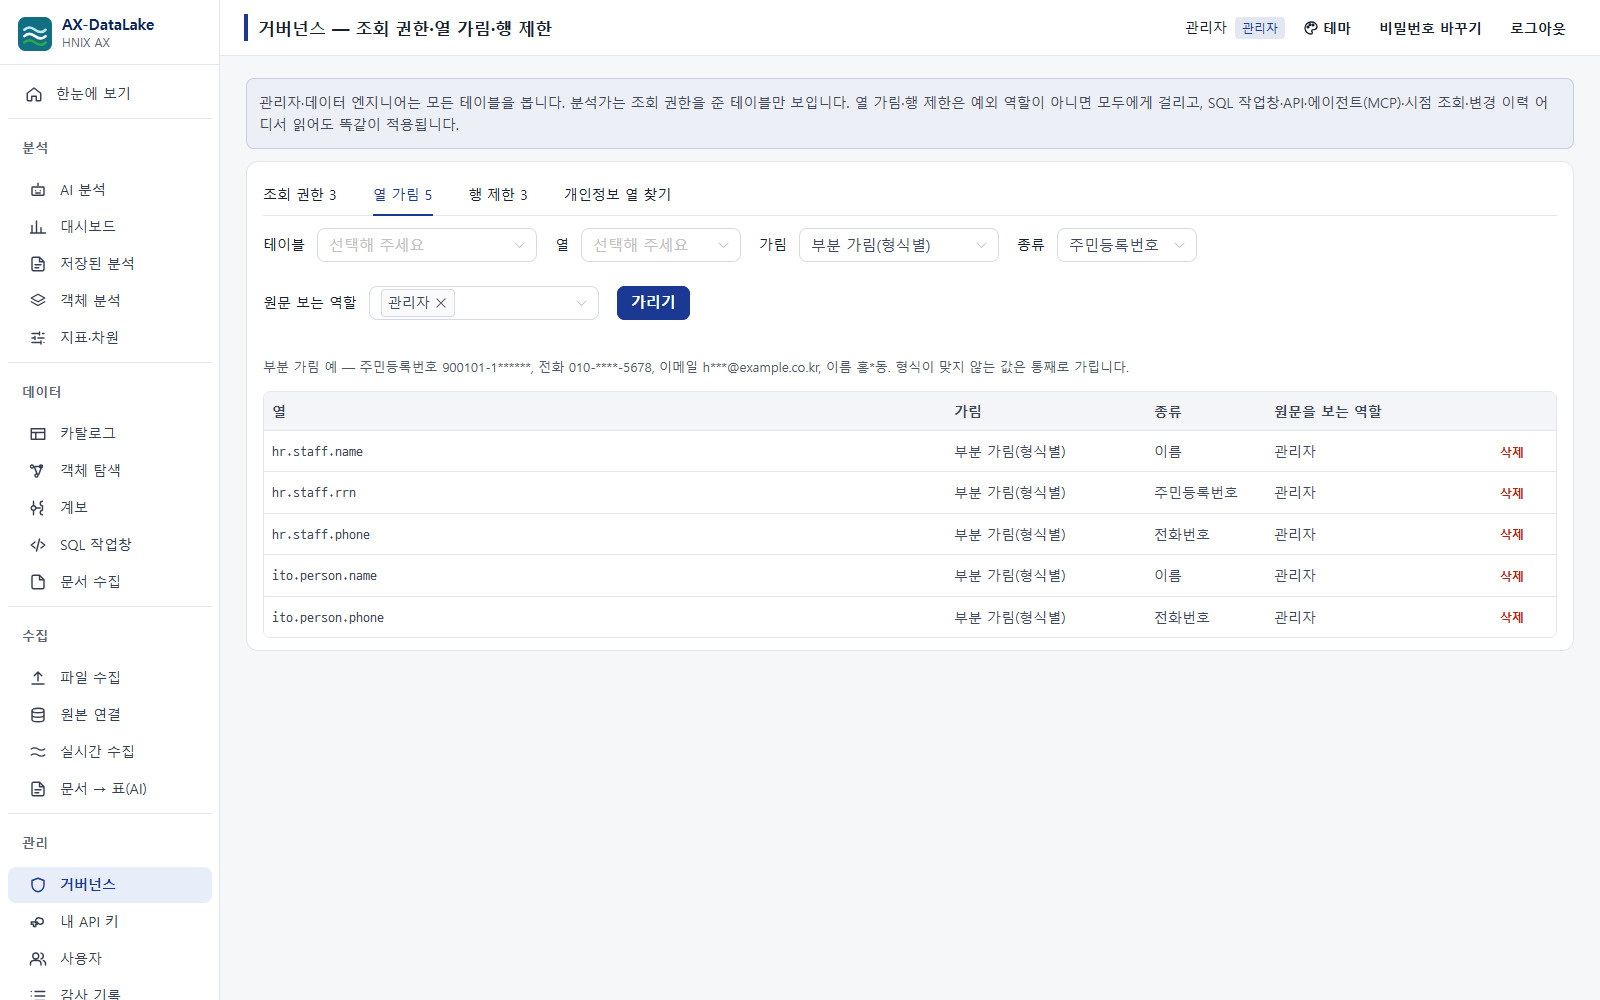 AX-DataLake
HNIX AX
한눈에 보기
분석
AI 분석
대시보드
저장된 분석
객체 분석
지표·차원
데이터
카탈로그
객체 탐색
계보
SQL 작업창
문서 수집
수집
파일 수집
원본 연결
실시간 수집
문서 → 표(AI)
관리
거버넌스
내 API 키
사용자
감사 기록
거버넌스 — 조회 권한·열 가림·행 제한
관리자 관리자 테마 비밀번호 바꾸기 로그아웃
관리자·데이터 엔지니어는 모든 테이블을 봅니다. 분석가는 조회 권한을 준 테이블만 보입니다. 열 가림·행 제한은 예외 역할이 아니면 모두에게 걸리고, SQL 작업창·API·에이전트(MCP)·시점 조회·변경 이력 어
디서 읽어도 똑같이 적용됩니다.
조회 권한 3 열 가림 5 행 제한 3 개인정보 열 찾기
테이블 선택해 주세요 열 선택해 주세요 가림 부분 가림(형식별) 종류 주민등록번호
원문 보는 역할 관리자 가리기
부분 가림 예 — 주민등록번호 900101-1******, 전화 010-****-5678, 이메일 h***@example.co.kr, 이름 홍*동. 형식이 맞지 않는 값은 통째로 가립니다.
열 가림 종류 원문을 보는 역할
hr.staff.name 부분 가림(형식별) 이름 관리자 삭제
hr.staff.rrn 부분 가림(형식별) 주민등록번호 관리자 삭제
hr.staff.phone 부분 가림(형식별) 전화번호 관리자 삭제
ito.person.name 부분 가림(형식별) 이름 관리자 삭제
ito.person.phone 부분 가림(형식별) 전화번호 관리자 삭제